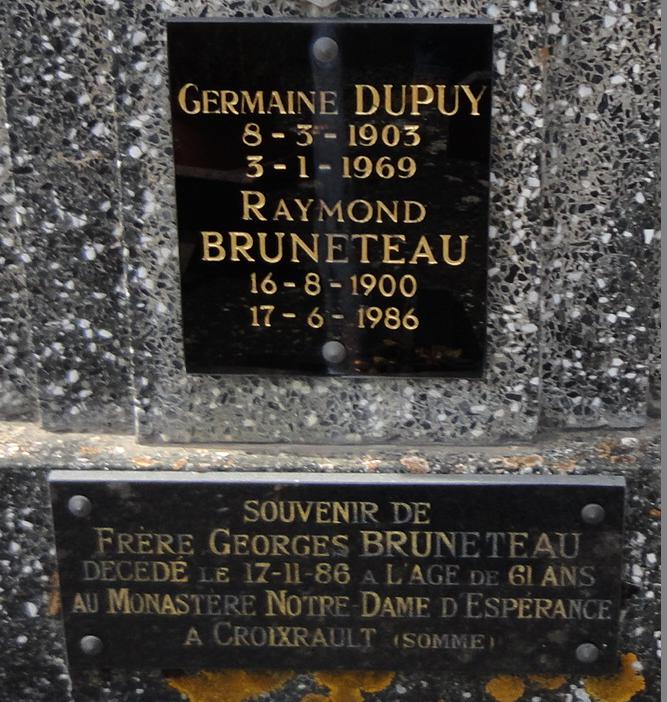 GERMAINE DUPUY
8-3-1903
3-1-1969
RAYMOND
BRUNETEAU
16-8-1900
17-6-1986
SOUVENIR DE
FRÈRE GEORGES BRUNETEAU
DECEDÉ LE 17-11-86 A L'AGE DE 61 ANS
AU MONASTÈRE NOTRE-DAME D'ESPÉRANCE
A CROIXRAULT (SOMME)